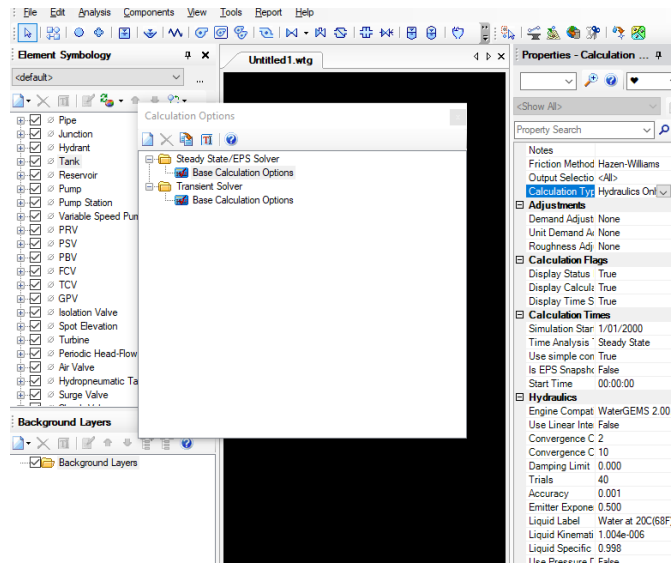 File Edit Analysis Components View Tools Report Help
Element Symbology
<default>
...
Pipe
Junction
Hydrant
Tank
Reservoir
Pump
Pump Station
Variable Speed Pun
PRV
PSV
PBV
FCV
TCV
GPV
Isolation Valve
Spot Elevation
Turbine
Periodic Head-Flow
Air Valve
Hydropneumatic Ta
Surge Valve
Background Layers
Background Layers
Untitled1.wtg
Calculation Options
Steady State/EPS Solver
Base Calculation Options
Transient Solver
Base Calculation Options
Properties - Calculation ...
<Show All>
Property Search
Notes
Friction Method Hazen-Williams
Output Selectio <All>
Calculation Typ Hydraulics Onl
Adjustments
Demand Adjust None
Unit Demand A None
Roughness Adj None
Calculation Flags
Display Status True
Display Calcula True
Display Time S True
Calculation Times
Simulation Star 1/01/2000
Time Analysis Steady State
Use simple con True
Is EPS Snapsh False
Start Time 00:00:00
Hydraulics
Engine Compat WaterGEMS 2.00
Use Linear Inte False
Convergence C 2
Convergence C 10
Damping Limit 0.000
Trials 40
Accuracy 0.001
Emitter Expone 0.500
Liquid Label Water at 20C(68F
Liquid Kinemati 1.004e-006
Liquid Specific 0.998
Use Pressure False